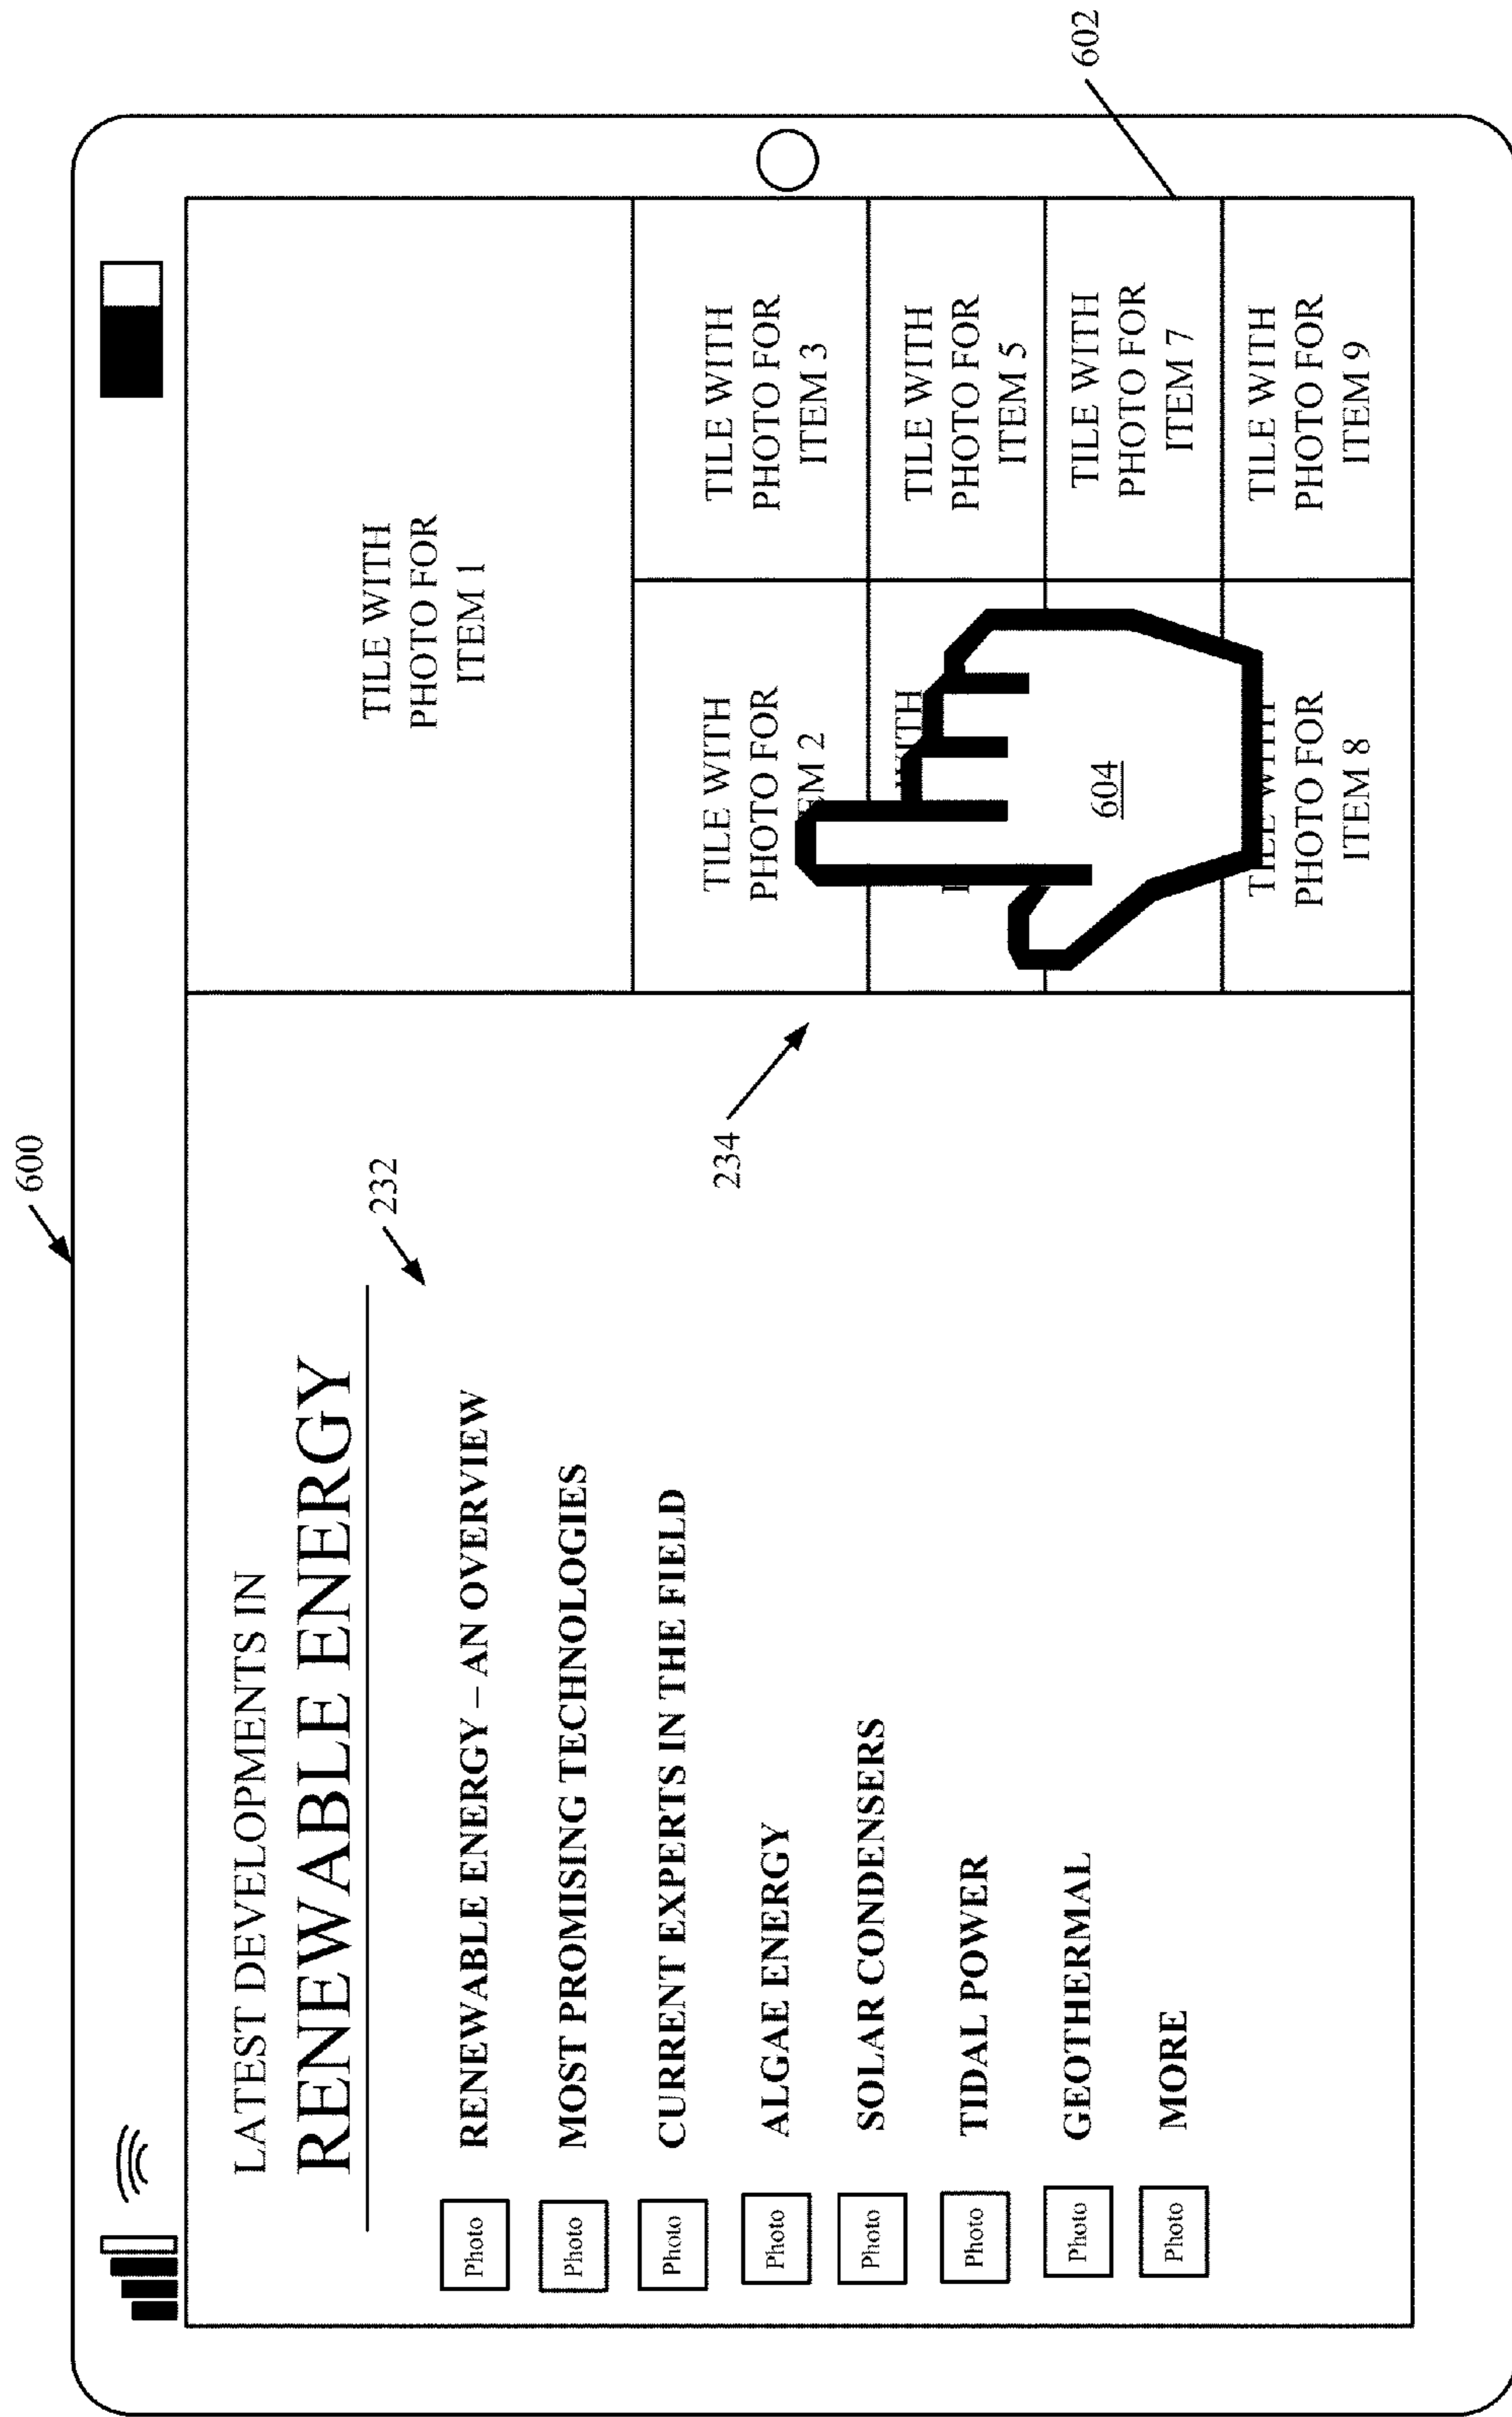 600
LATEST DEVELOPMENTS IN
RENEWABLE ENERGY
232
Photo RENEWABLE ENERGY – AN OVERVIEW
Photo MOST PROMISING TECHNOLOGIES
Photo CURRENT EXPERTS IN THE FIELD
Photo ALGAE ENERGY
Photo SOLAR CONDENSERS
Photo TIDAL POWER
Photo GEOTHERMAL
Photo MORE
234
TILE WITH
PHOTO FOR
ITEM 1
TILE WITH
PHOTO FOR
2
TILE WITH
PHOTO FOR
ITEM 3
WITH
TILE WITH
PHOTO FOR
ITEM 5
604
TILE WITH
PHOTO FOR
ITEM 7
TILE WITH
PHOTO FOR
ITEM 8
TILE WITH
PHOTO FOR
ITEM 9
602